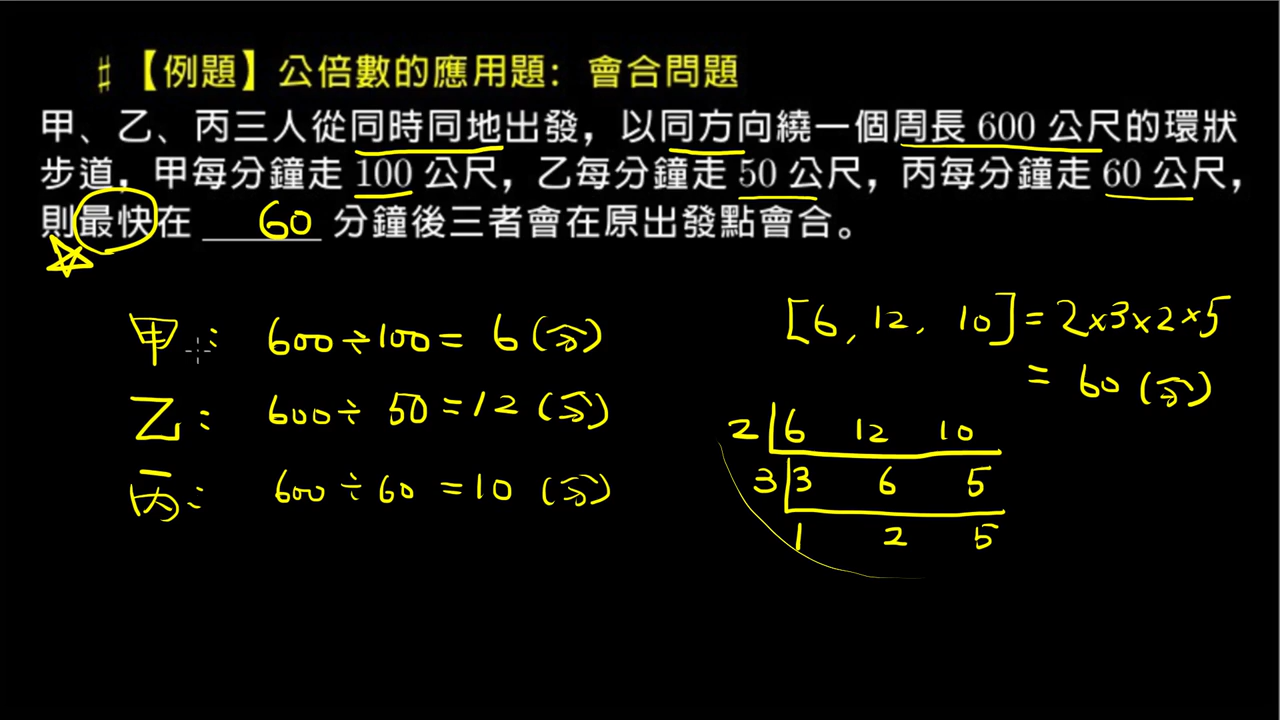 ♯【例題】公倍數的應用題: 會合問題
甲、乙、丙三人從同時同地出發，以同方向繞一個周長 600 公尺的環狀
步道，甲每分鐘走 100 公尺，乙每分鐘走 50 公尺，丙每分鐘走 60 公尺，
則最快在 60 分鐘後三者會在原出發點會合。
甲: 600÷100= 6 (分)
乙: 600÷ 50 =12 (分)
丙: 600 ÷60 =10 (分)
[6, 12, 10]=2×3×2×5
= 60 (分)
2 6 12 10
3 3 6 5
1 2 5